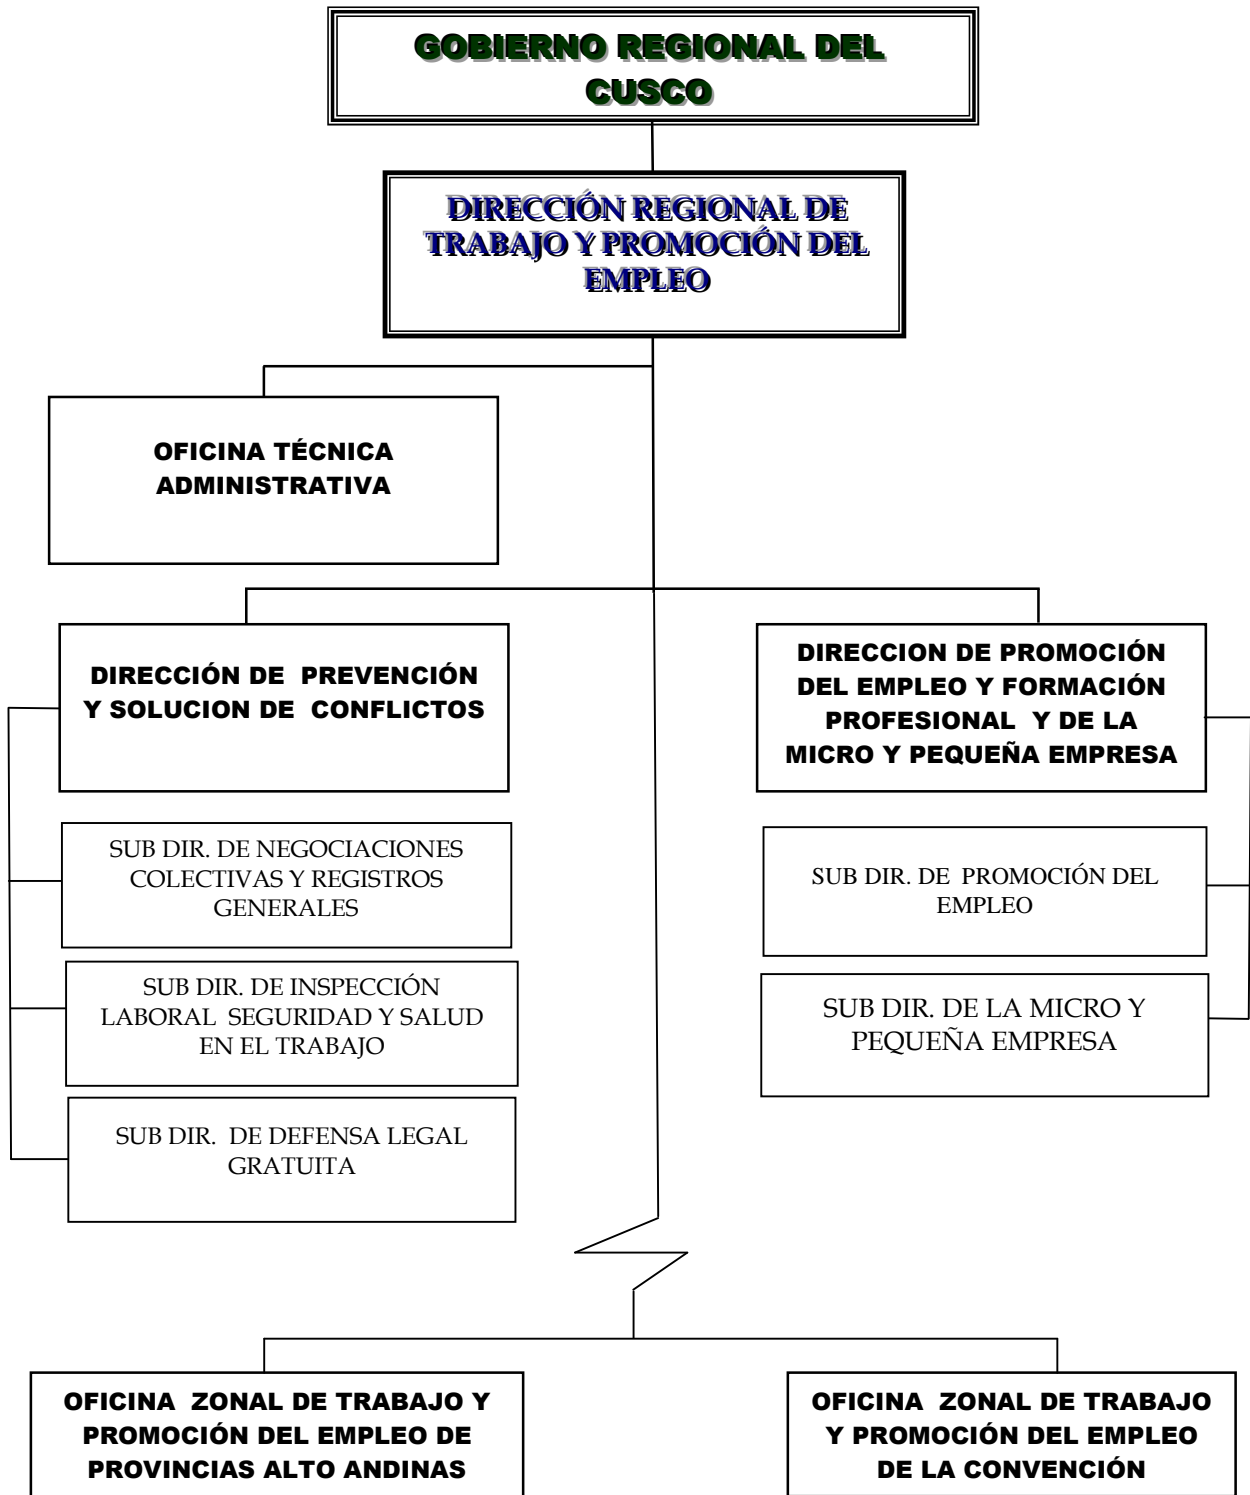 GOBIERNO REGIONAL DEL
CUSCO
DIRECCIÓN REGIONAL DE
TRABAJO Y PROMOCIÓN DEL
EMPLEO
OFICINA TÉCNICA
ADMINISTRATIVA
DIRECCIÓN DE PREVENCIÓN
Y SOLUCION DE CONFLICTOS
DIRECCION DE PROMOCIÓN
DEL EMPLEO Y FORMACIÓN
PROFESIONAL Y DE LA
MICRO Y PEQUEÑA EMPRESA
SUB DIR. DE NEGOCIACIONES
COLECTIVAS Y REGISTROS
GENERALES
SUB DIR. DE PROMOCIÓN DEL
EMPLEO
SUB DIR. DE INSPECCIÓN
LABORAL SEGURIDAD Y SALUD
EN EL TRABAJO
SUB DIR. DE LA MICRO Y
PEQUEÑA EMPRESA
SUB DIR. DE DEFENSA LEGAL
GRATUITA
OFICINA ZONAL DE TRABAJO Y
PROMOCIÓN DEL EMPLEO DE
PROVINCIAS ALTO ANDINAS
OFICINA ZONAL DE TRABAJO
Y PROMOCIÓN DEL EMPLEO
DE LA CONVENCIÓN